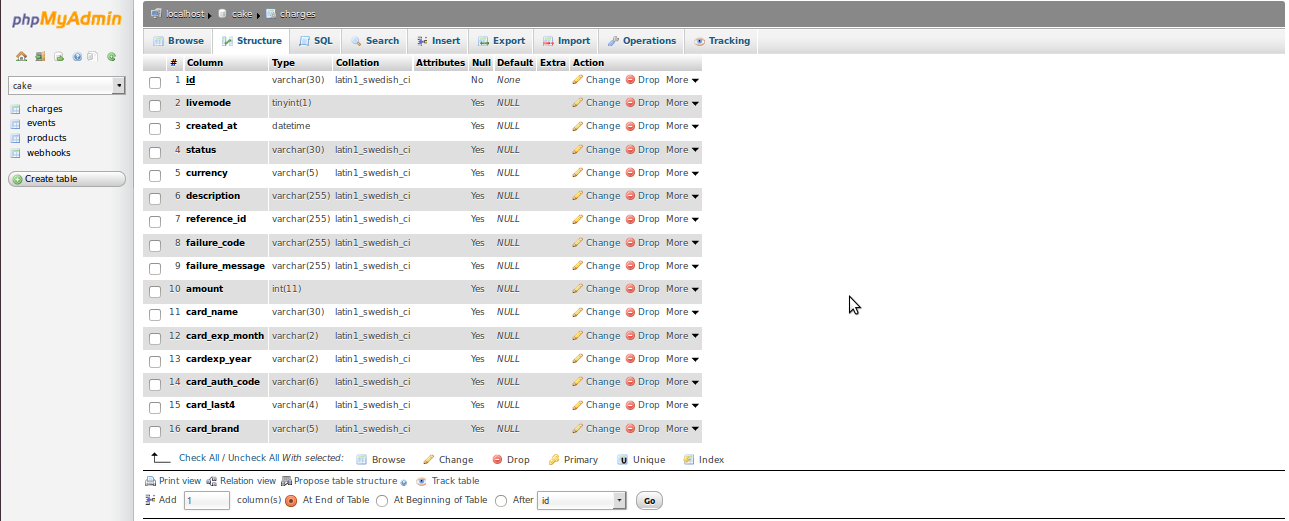 phpMyAdmin
localhost cake charges
Browse Structure SQL Search Insert Export Import Operations Tracking
cake
charges
events
products
webhooks
Create table
# Column Type Collation Attributes Null Default Extra Action
1 id varchar(30) latin1_swedish_ci No None Change Drop More
2 livemode tinyint(1) Yes NULL Change Drop More
3 created_at datetime Yes NULL Change Drop More
4 status varchar(30) latin1_swedish_ci Yes NULL Change Drop More
5 currency varchar(5) latin1_swedish_ci Yes NULL Change Drop More
6 description varchar(255) latin1_swedish_ci Yes NULL Change Drop More
7 reference_id varchar(255) latin1_swedish_ci Yes NULL Change Drop More
8 failure_code varchar(255) latin1_swedish_ci Yes NULL Change Drop More
9 failure_message varchar(255) latin1_swedish_ci Yes NULL Change Drop More
10 amount int(11) Yes NULL Change Drop More
11 card_name varchar(30) latin1_swedish_ci Yes NULL Change Drop More
12 card_exp_month varchar(2) latin1_swedish_ci Yes NULL Change Drop More
13 cardexp_year varchar(2) latin1_swedish_ci Yes NULL Change Drop More
14 card_auth_code varchar(6) latin1_swedish_ci Yes NULL Change Drop More
15 card_last4 varchar(4) latin1_swedish_ci Yes NULL Change Drop More
16 card_brand varchar(5) latin1_swedish_ci Yes NULL Change Drop More
Check All / Uncheck All With selected: Browse Change Drop Primary Unique Index
Print view Relation view Propose table structure Track table
Add 1 column(s) At End of Table At Beginning of Table After id Go